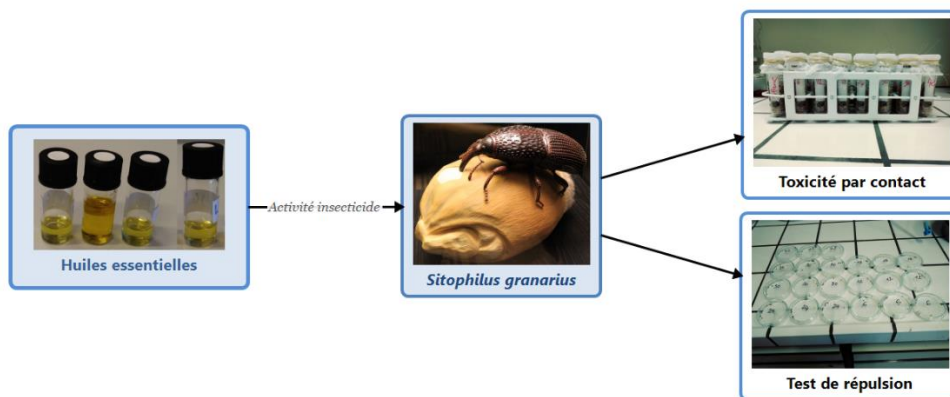 Huiles essentielles
Activité insecticide
Sitophilus granarius
Toxicité par contact
Test de répulsion